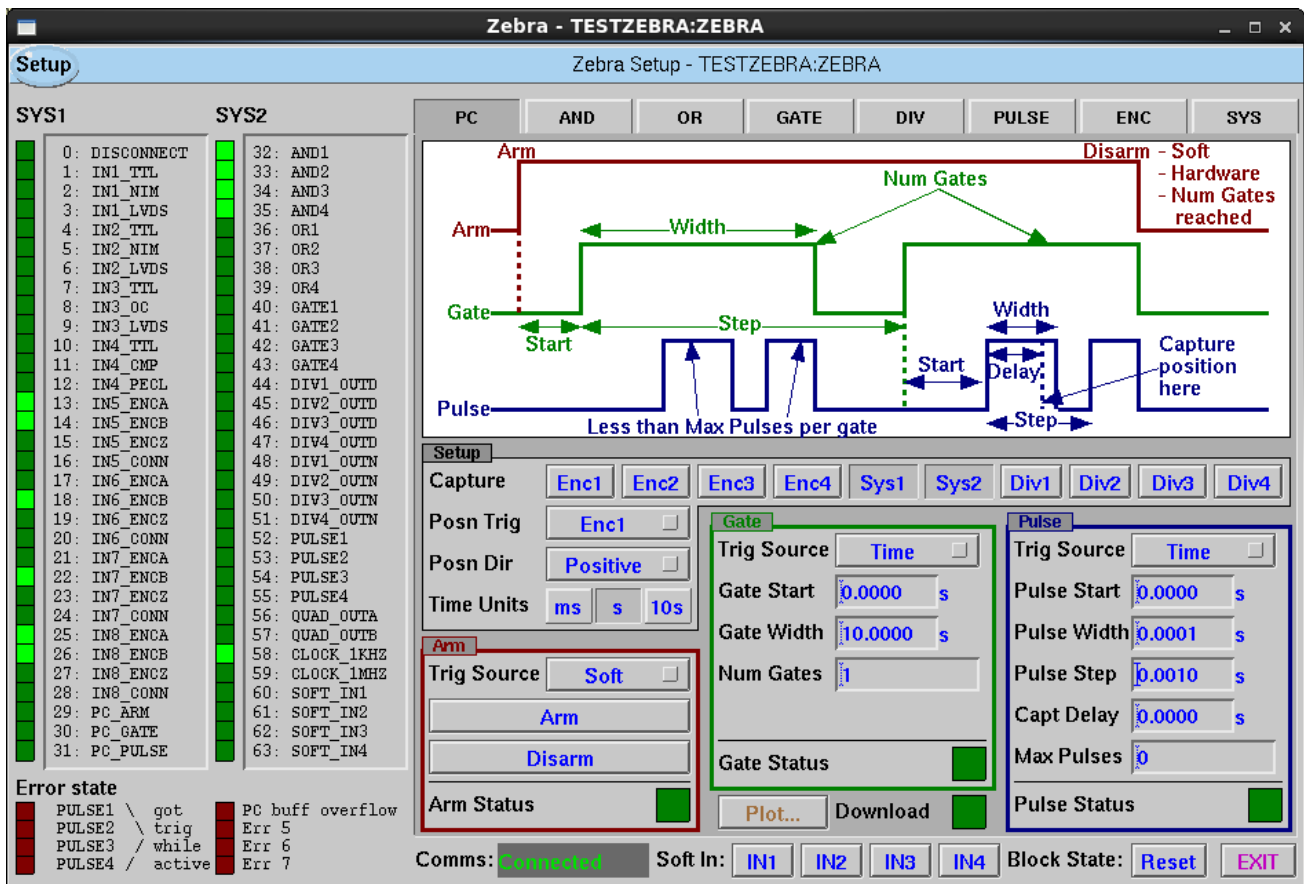 Zebra - TESTZEBRA:ZEBRA
Setup
Zebra Setup - TESTZEBRA:ZEBRA
SYS1
0: DISCONNECT
1: IN1_TTL
2: IN1_NIM
3: IN1_LVDS
4: IN2_TTL
5: IN2_NIM
6: IN2_LVDS
7: IN3_TTL
8: IN3_OC
9: IN3_LVDS
10: IN4_TTL
11: IN4_CMP
12: IN4_PECL
13: IN5_ENCA
14: IN5_ENCB
15: IN5_ENCZ
16: IN5_CONN
17: IN6_ENCA
18: IN6_ENCB
19: IN6_ENCZ
20: IN6_CONN
21: IN7_ENCA
22: IN7_ENCB
23: IN7_ENCZ
24: IN7_CONN
25: IN8_ENCA
26: IN8_ENCB
27: IN8_ENCZ
28: IN8_CONN
29: PC_ARM
30: PC_GATE
31: PC_PULSE
SYS2
32: AND1
33: AND2
34: AND3
35: AND4
36: OR1
37: OR2
38: OR3
39: OR4
40: GATE1
41: GATE2
42: GATE3
43: GATE4
44: DIV1_OUTD
45: DIV2_OUTD
46: DIV3_OUTD
47: DIV4_OUTD
48: DIV1_OUTN
49: DIV2_OUTN
50: DIV3_OUTN
51: DIV4_OUTN
52: PULSE1
53: PULSE2
54: PULSE3
55: PULSE4
56: QUAD_OUTA
57: QUAD_OUTB
58: CLOCK_1KHZ
59: CLOCK_1MHZ
60: SOFT_IN1
61: SOFT_IN2
62: SOFT_IN3
63: SOFT_IN4
Error state
PULSE1 \ got
PULSE2 \ trig
PULSE3 / while
PULSE4 / active
PC buff overflow
Err 5
Err 6
Err 7
PC AND OR GATE DIV PULSE ENC SYS
Arm
Disarm - Soft
- Hardware
- Num Gates
reached
Num Gates
Arm
Width
Gate
Start
Step
Width
Start
Delay
Capture
position
here
Pulse
Less than Max Pulses per gate
Step
Setup
Capture Enc1 Enc2 Enc3 Enc4 Sys1 Sys2 Div1 Div2 Div3 Div4
Posn Trig Enc1
Posn Dir Positive
Time Units ms s 10s
Arm
Trig Source Soft
Arm
Disarm
Arm Status
Gate
Trig Source Time
Gate Start 0.0000 s
Gate Width 10.0000 s
Num Gates 1
Gate Status
Plot... Download
Pulse
Trig Source Time
Pulse Start 0.0000 s
Pulse Width 0.0001 s
Pulse Step 0.0010 s
Capt Delay 0.0000 s
Max Pulses 0
Pulse Status
Comms: Connected Soft In: IN1 IN2 IN3 IN4 Block State: Reset EXIT